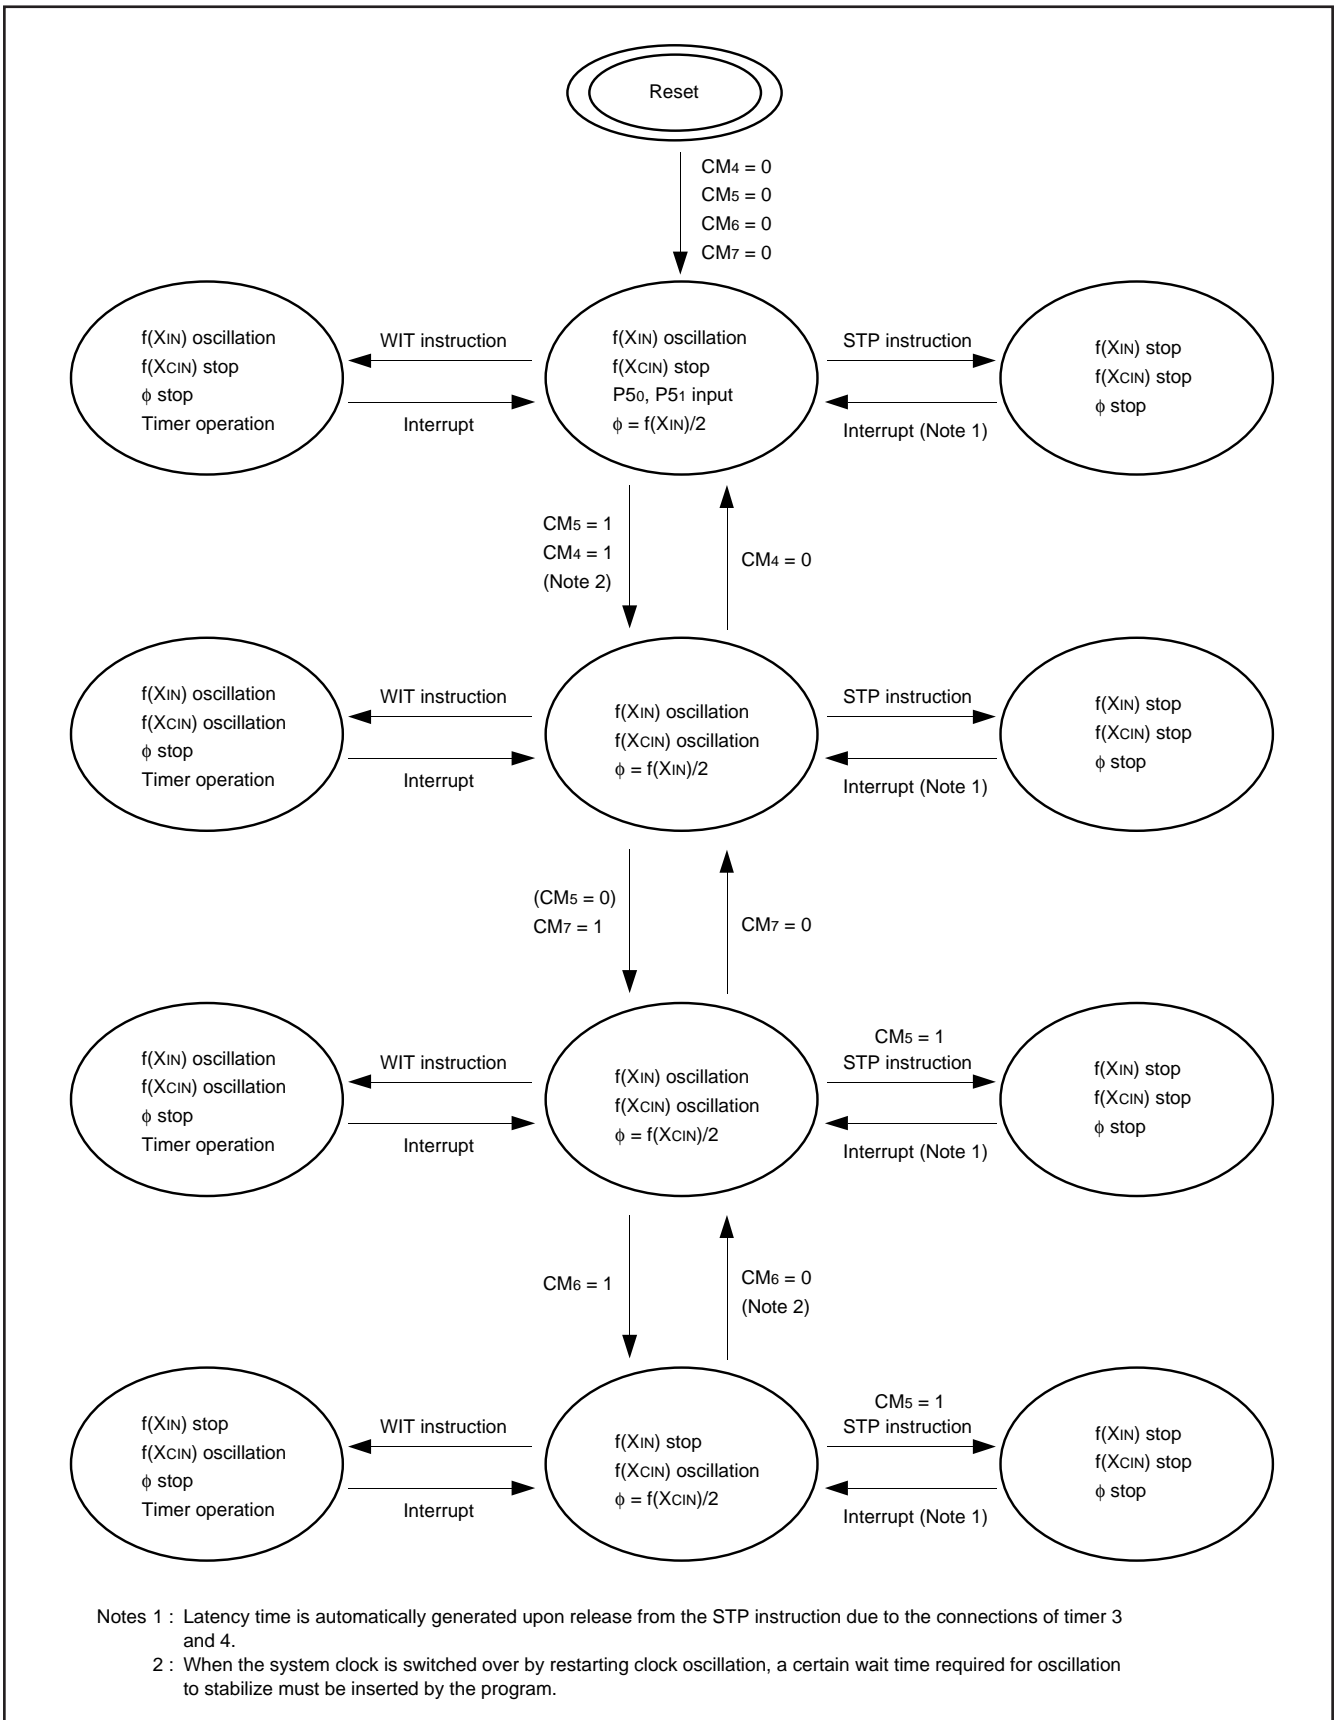 Reset
CM4 = 0
CM5 = 0
CM6 = 0
CM7 = 0
f(XIN) oscillation
f(XCIN) stop
φ stop
Timer operation
WIT instruction
Interrupt
f(XIN) oscillation
f(XCIN) stop
P50, P51 input
φ = f(XIN)/2
STP instruction
Interrupt (Note 1)
f(XIN) stop
f(XCIN) stop
φ stop
CM5 = 1
CM4 = 1
(Note 2)
CM4 = 0
f(XIN) oscillation
f(XCIN) oscillation
φ stop
Timer operation
WIT instruction
Interrupt
f(XIN) oscillation
f(XCIN) oscillation
φ = f(XIN)/2
STP instruction
Interrupt (Note 1)
f(XIN) stop
f(XCIN) stop
φ stop
(CM5 = 0)
CM7 = 1
CM7 = 0
f(XIN) oscillation
f(XCIN) oscillation
φ stop
Timer operation
WIT instruction
Interrupt
f(XIN) oscillation
f(XCIN) oscillation
φ = f(XCIN)/2
CM5 = 1
STP instruction
Interrupt (Note 1)
f(XIN) stop
f(XCIN) stop
φ stop
CM6 = 1
CM6 = 0
(Note 2)
f(XIN) stop
f(XCIN) oscillation
φ stop
Timer operation
WIT instruction
Interrupt
f(XIN) stop
f(XCIN) oscillation
φ = f(XCIN)/2
CM5 = 1
STP instruction
Interrupt (Note 1)
f(XIN) stop
f(XCIN) stop
φ stop
Notes 1 : Latency time is automatically generated upon release from the STP instruction due to the connections of timer 3
and 4.
2 : When the system clock is switched over by restarting clock oscillation, a certain wait time required for oscillation
to stabilize must be inserted by the program.